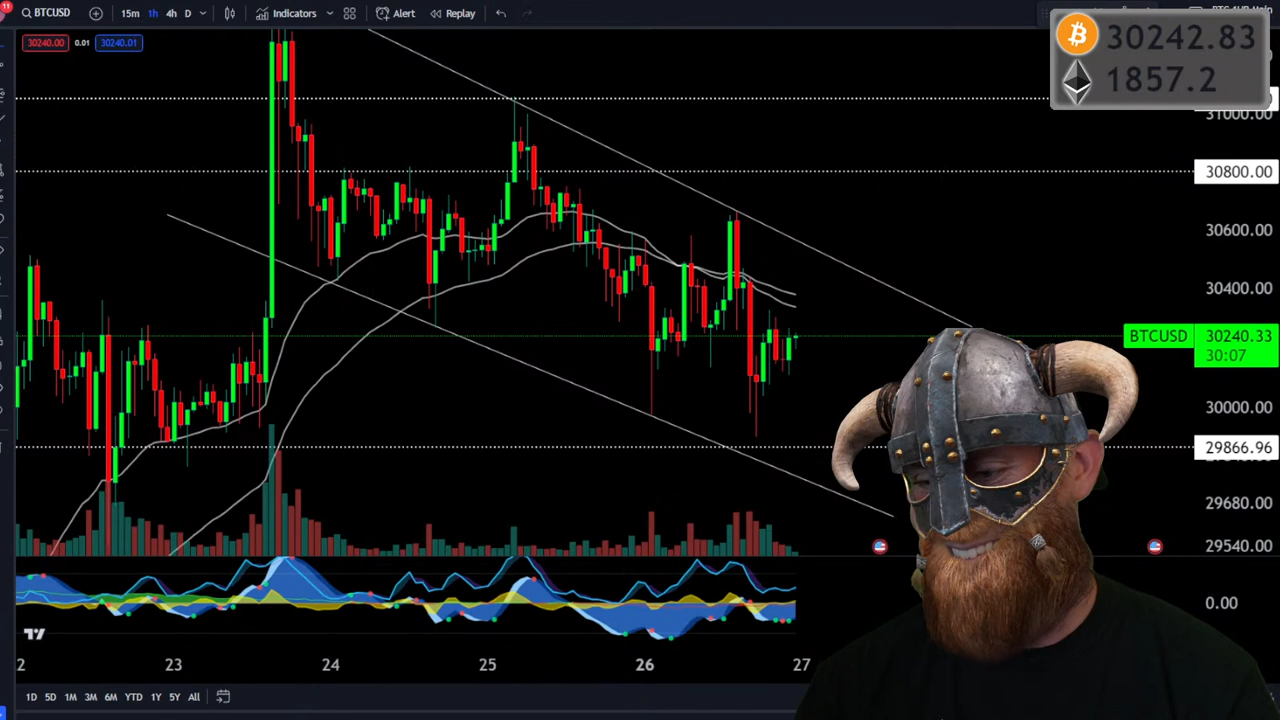 11
BTCUSD
15m 1h 4h D
Indicators
Alert
Replay
30240.00 0.01 30240.01
30242.83
1857.2
31000.00
30800.00
30600.00
30400.00
BTCUSD 30240.33
30:07
30000.00
29866.96
29680.00
29540.00
0.00
2 23 24 25 26 27
1D 5D 1M 3M 6M YTD 1Y 5Y All